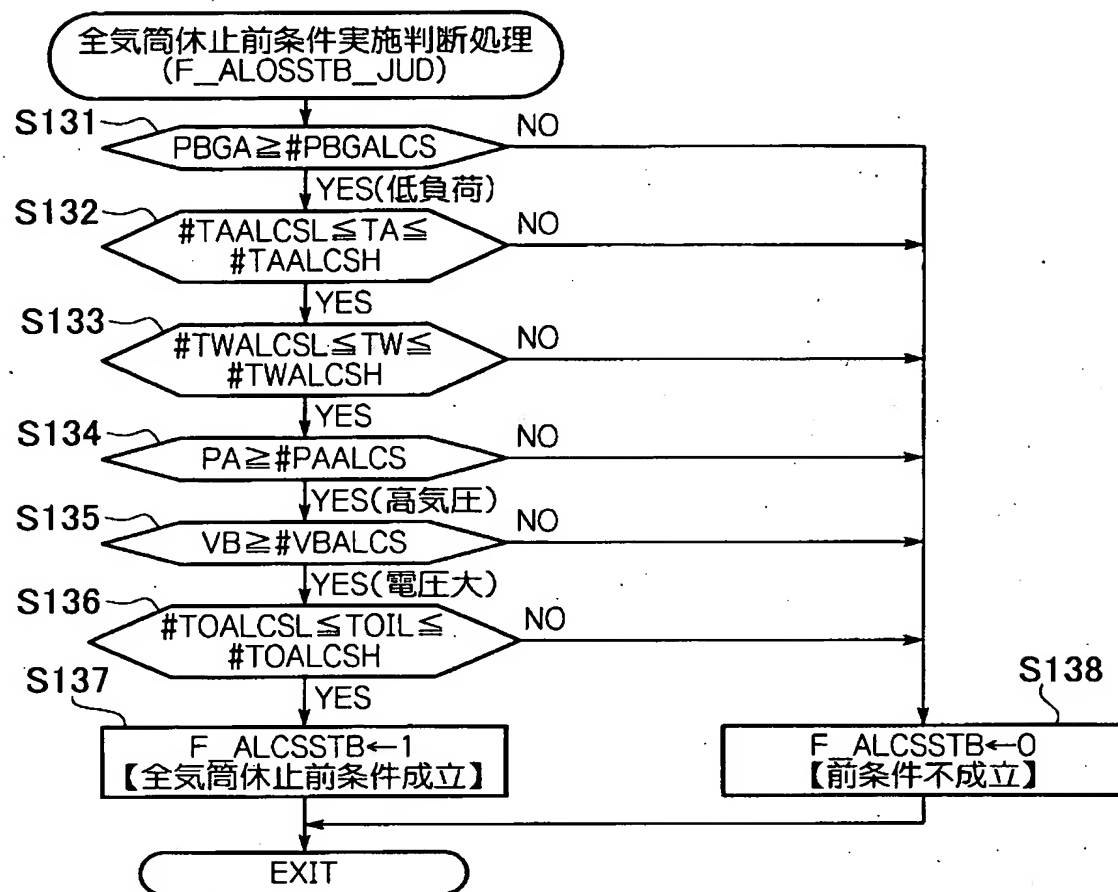 全気筒休止前条件実施判断処理
(F_ALOSSTB_JUD)
S131
PBGA≧#PBGALCS
NO
YES(低負荷)
S132
#TAALCSL≦TA≦
#TAALCSH
NO
YES
S133
#TWALCSL≦TW≦
#TWALCSH
NO
YES
S134
PA≧#PAALCS
NO
YES(高気圧)
S135
VB≧#VBALCS
NO
YES(電圧大)
S136
#TOALCSL≦TOIL≦
#TOALCSH
NO
YES
S137
F_ALCSSTB←1
【全気筒休止前条件成立】
S138
F_ALCSSTB←0
【前条件不成立】
EXIT